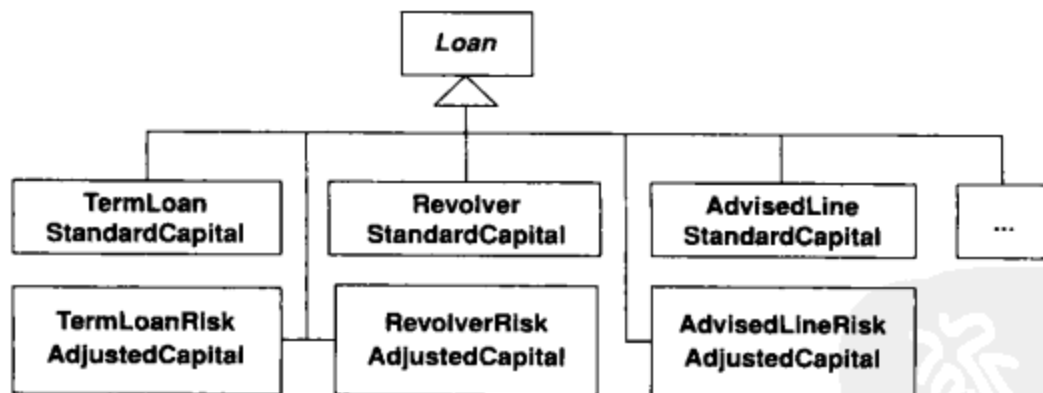 Loan
TermLoan
StandardCapital
Revolver
StandardCapital
AdvisedLine
StandardCapital
...
TermLoanRisk
AdjustedCapital
RevolverRisk
AdjustedCapital
AdvisedLineRisk
AdjustedCapital